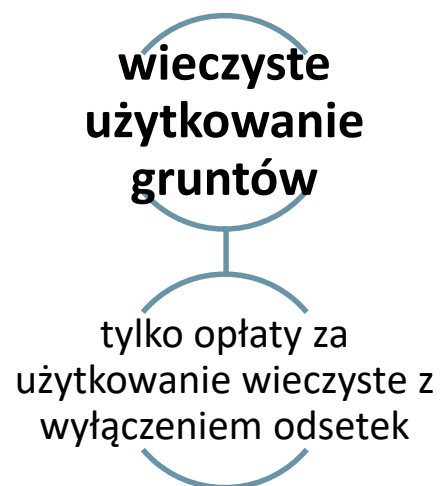 wieczyste
użytkowanie
gruntów
tylko opłaty za
użytkowanie wieczyste z
wyłączeniem odsetek